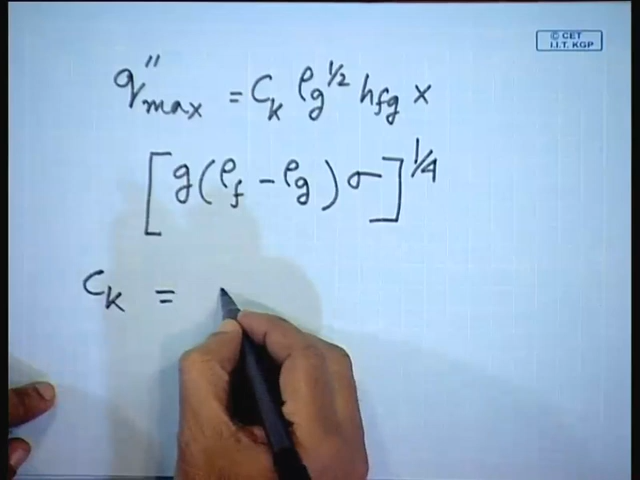 © CET
I.I.T. KGP
q''max = CK ρg^1/2 hfg ×
[g(ρf - ρg)σ]^1/4
CK =